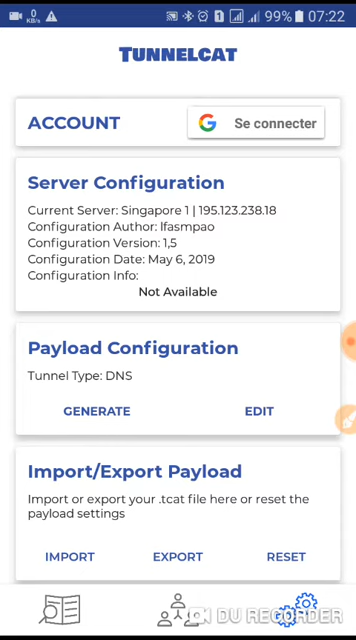 0
KB/s
1
99%
07:22
TUNNELCAT
ACCOUNT
G Se connecter
Server Configuration
Current Server: Singapore 1 | 195.123.238.18
Configuration Author: lfasmpao
Configuration Version: 1,5
Configuration Date: May 6, 2019
Configuration Info:
Not Available
Payload Configuration
Tunnel Type: DNS
GENERATE EDIT
Import/Export Payload
Import or export your .tcat file here or reset the
payload settings
IMPORT EXPORT RESET
DU RECORDER